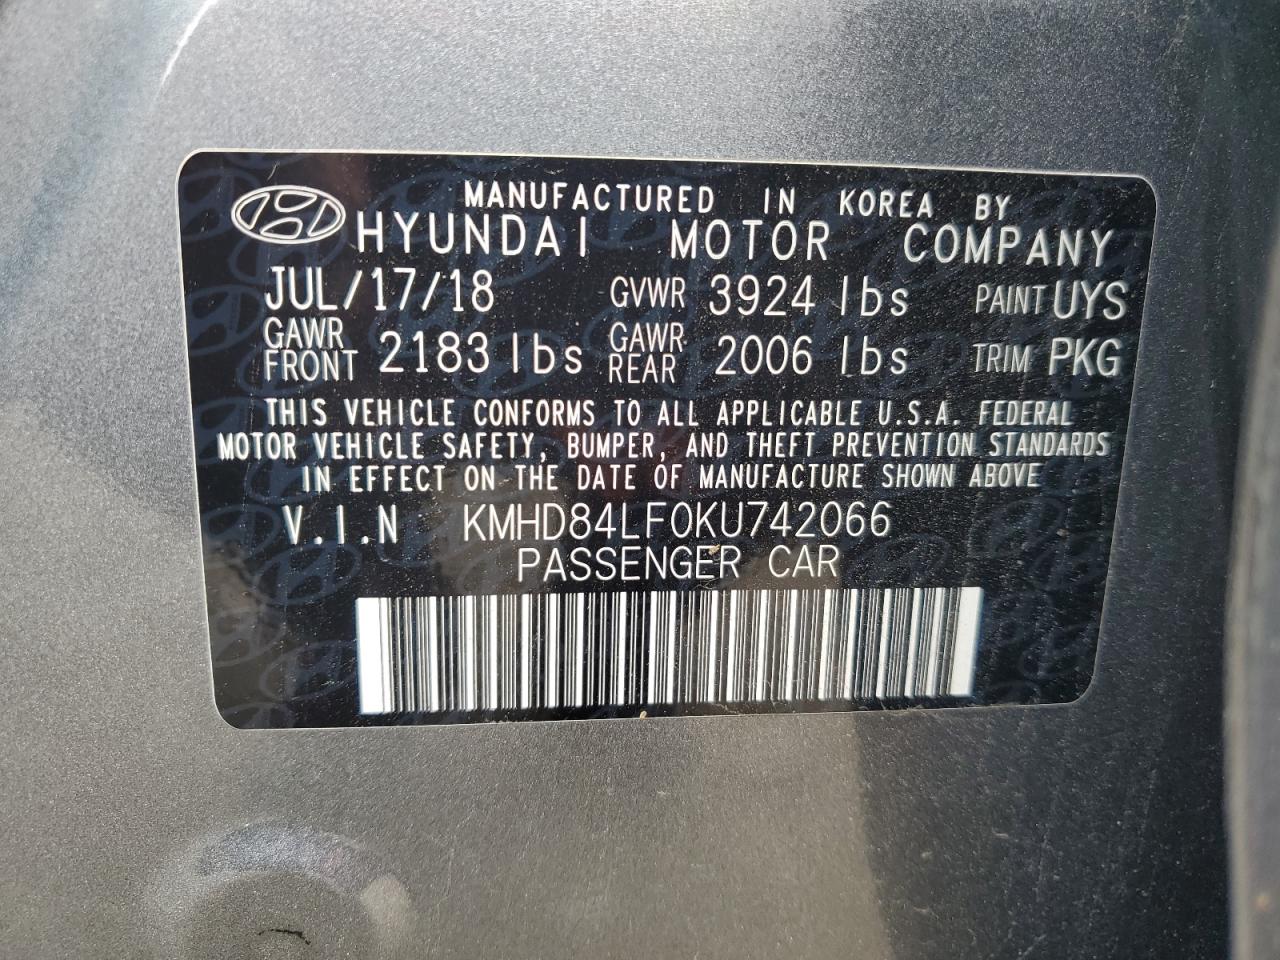 MANUFACTURED IN KOREA BY
HYUNDAI MOTOR COMPANY
JUL/17/18 GVWR 3924 lbs PAINT UYS
GAWR FRONT 2183 lbs GAWR REAR 2006 lbs TRIM PKG
THIS VEHICLE CONFORMS TO ALL APPLICABLE U.S.A. FEDERAL
MOTOR VEHICLE SAFETY, BUMPER, AND THEFT PREVENTION STANDARDS
IN EFFECT ON THE DATE OF MANUFACTURE SHOWN ABOVE
V.I.N KMHD84LF0KU742066
PASSENGER CAR